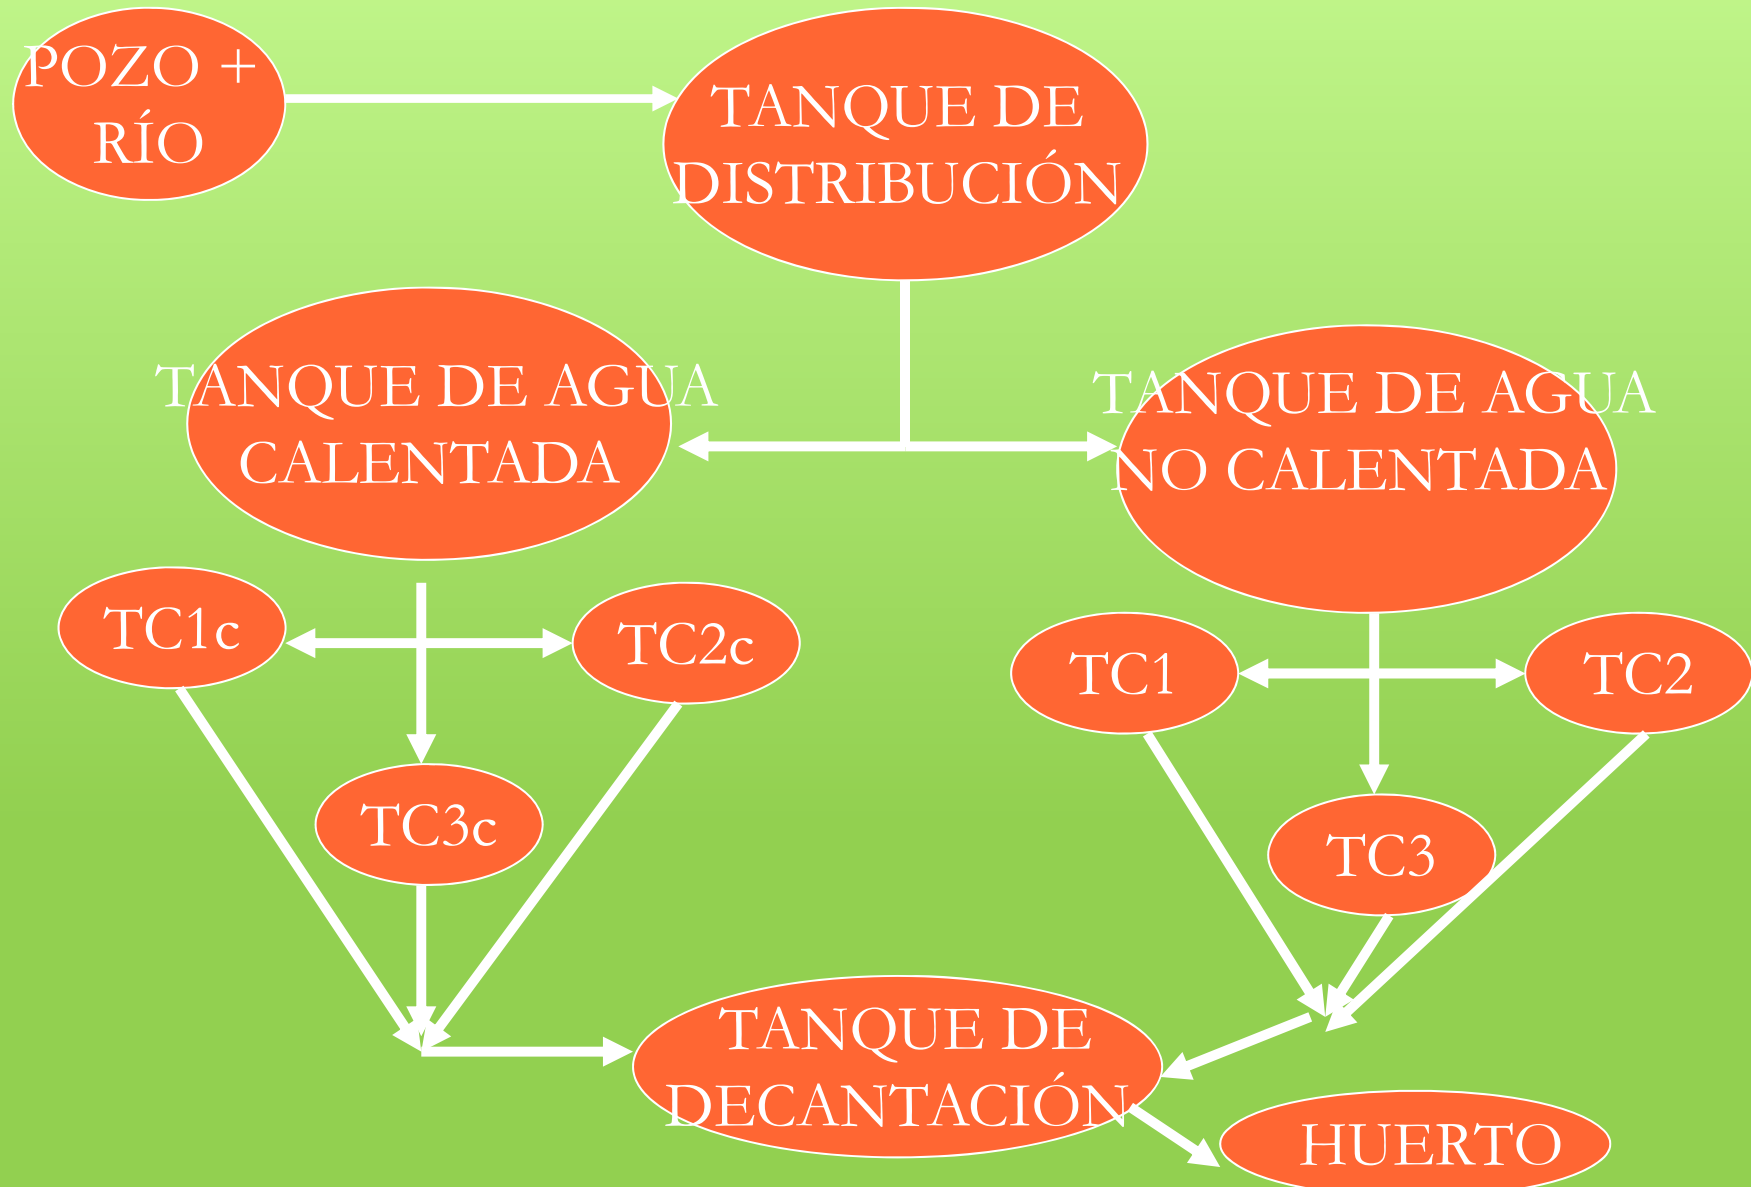 POZO +
RÍO
TANQUE DE
DISTRIBUCIÓN
TANQUE DE AGUA
CALENTADA
TANQUE DE AGUA
NO CALENTADA
TC1c
TC2c
TC1
TC2
TC3c
TC3
TANQUE DE
DECANTACIÓN
HUERTO